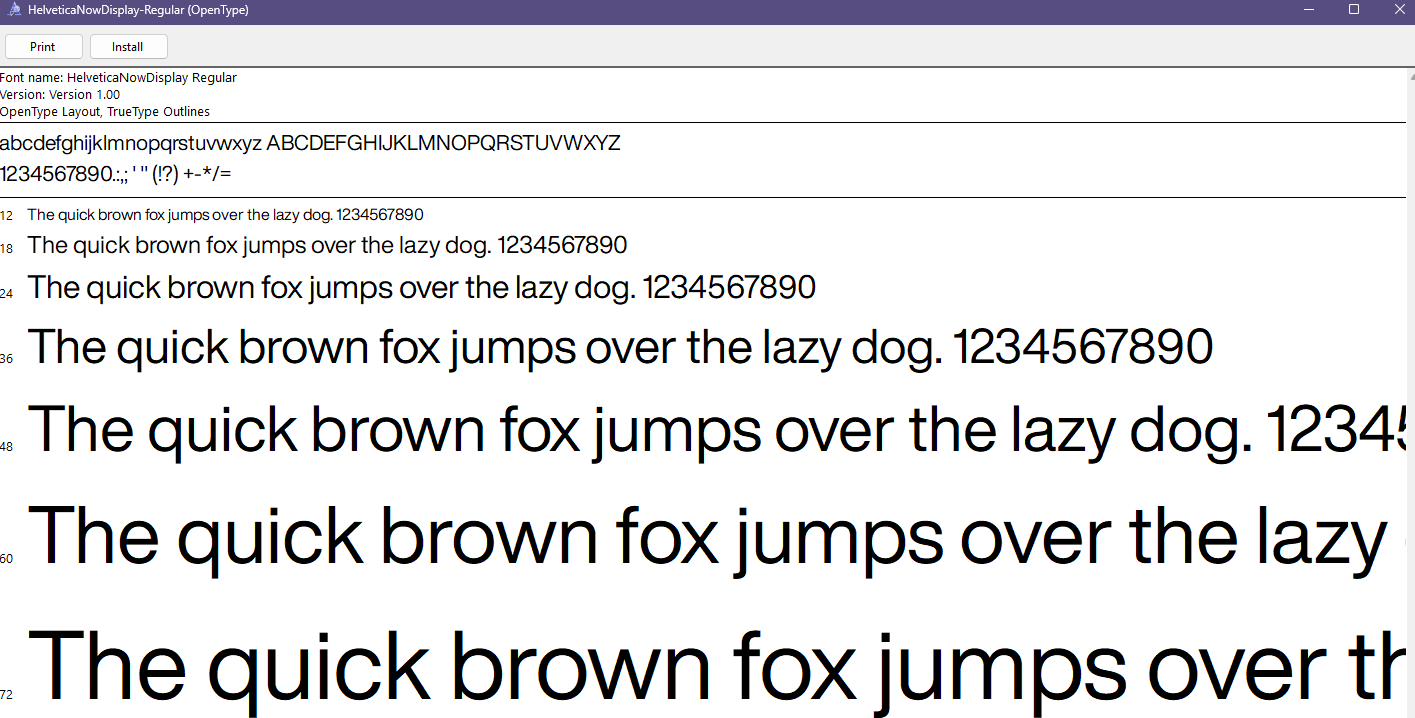 HelveticaNowDisplay-Regular (OpenType)
Print Install
Font name: HelveticaNowDisplay Regular
Version: Version 1.00
OpenType Layout, TrueType Outlines
abcdefghijklmnopqrstuvwxyz ABCDEFGHIJKLMNOPQRSTUVWXYZ
1234567890.:,; ' " (!?) +-*/=
12 The quick brown fox jumps over the lazy dog. 1234567890
18 The quick brown fox jumps over the lazy dog. 1234567890
24 The quick brown fox jumps over the lazy dog. 1234567890
36 The quick brown fox jumps over the lazy dog. 1234567890
48 The quick brown fox jumps over the lazy dog. 12345
60 The quick brown fox jumps over the lazy
72 The quick brown fox jumps over th